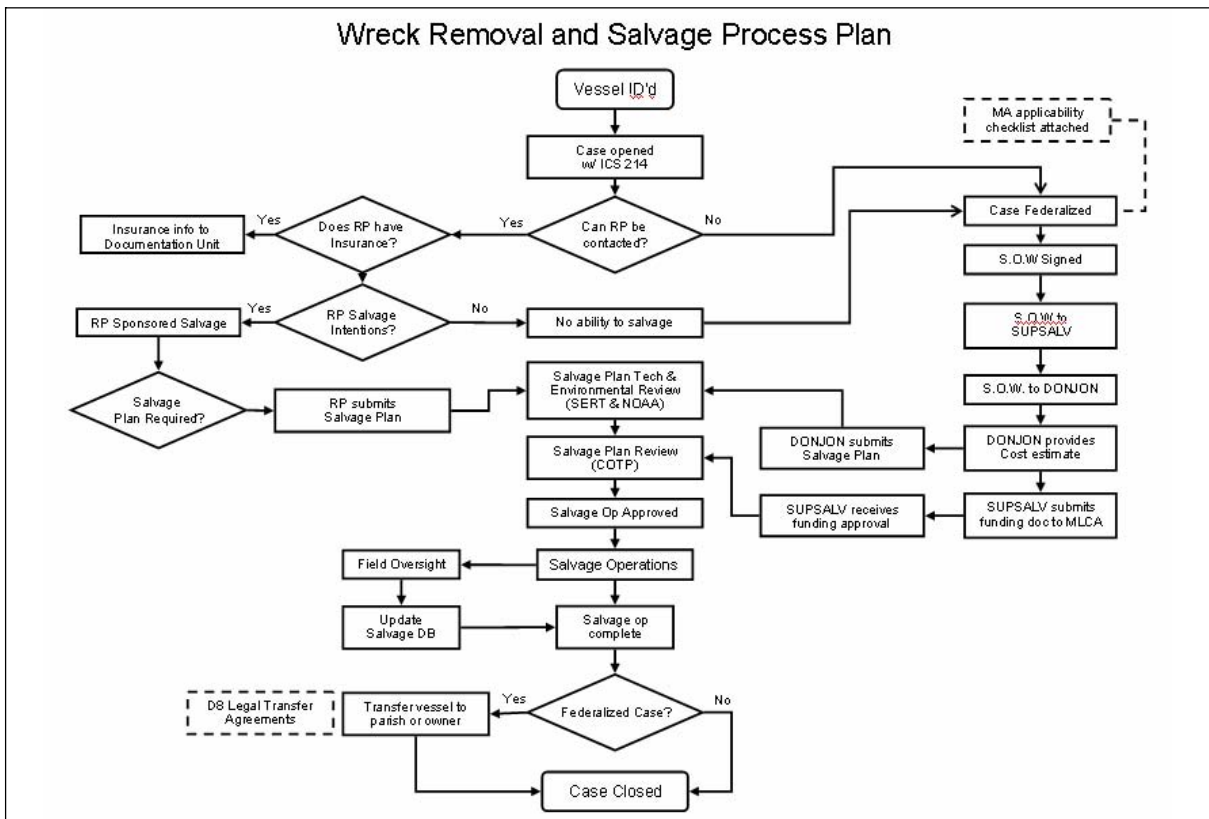 Wreck Removal and Salvage Process Plan
Vessel ID'd
MA applicability
checklist attached
Case opened
w/ ICS 214
Yes
Yes
No
Insurance info to
Documentation Unit
Does RP have
Insurance?
Can RP be
contacted?
Case Federalized
S.O.W Signed
Yes
No
RP Sponsored Salvage
RP Salvage
Intentions?
No ability to salvage
S.O.W. to
SUPSALV
Salvage
Plan Required?
RP submits
Salvage Plan
Salvage Plan Tech &
Environmental Review
(SERT & NOAA)
S.O.W. to DONJON
DONJON submits
Salvage Plan
DONJON provides
Cost estimate
Salvage Plan Review
(COTP)
Salvage Op Approved
SUPSALV receives
funding approval
SUPSALV submits
funding doc to MLCA
Field Oversight
Salvage Operations
Update
Salvage DB
Salvage op
complete
D8 Legal Transfer
Agreements
Transfer vessel to
parish or owner
Yes
Federalized Case?
No
Case Closed